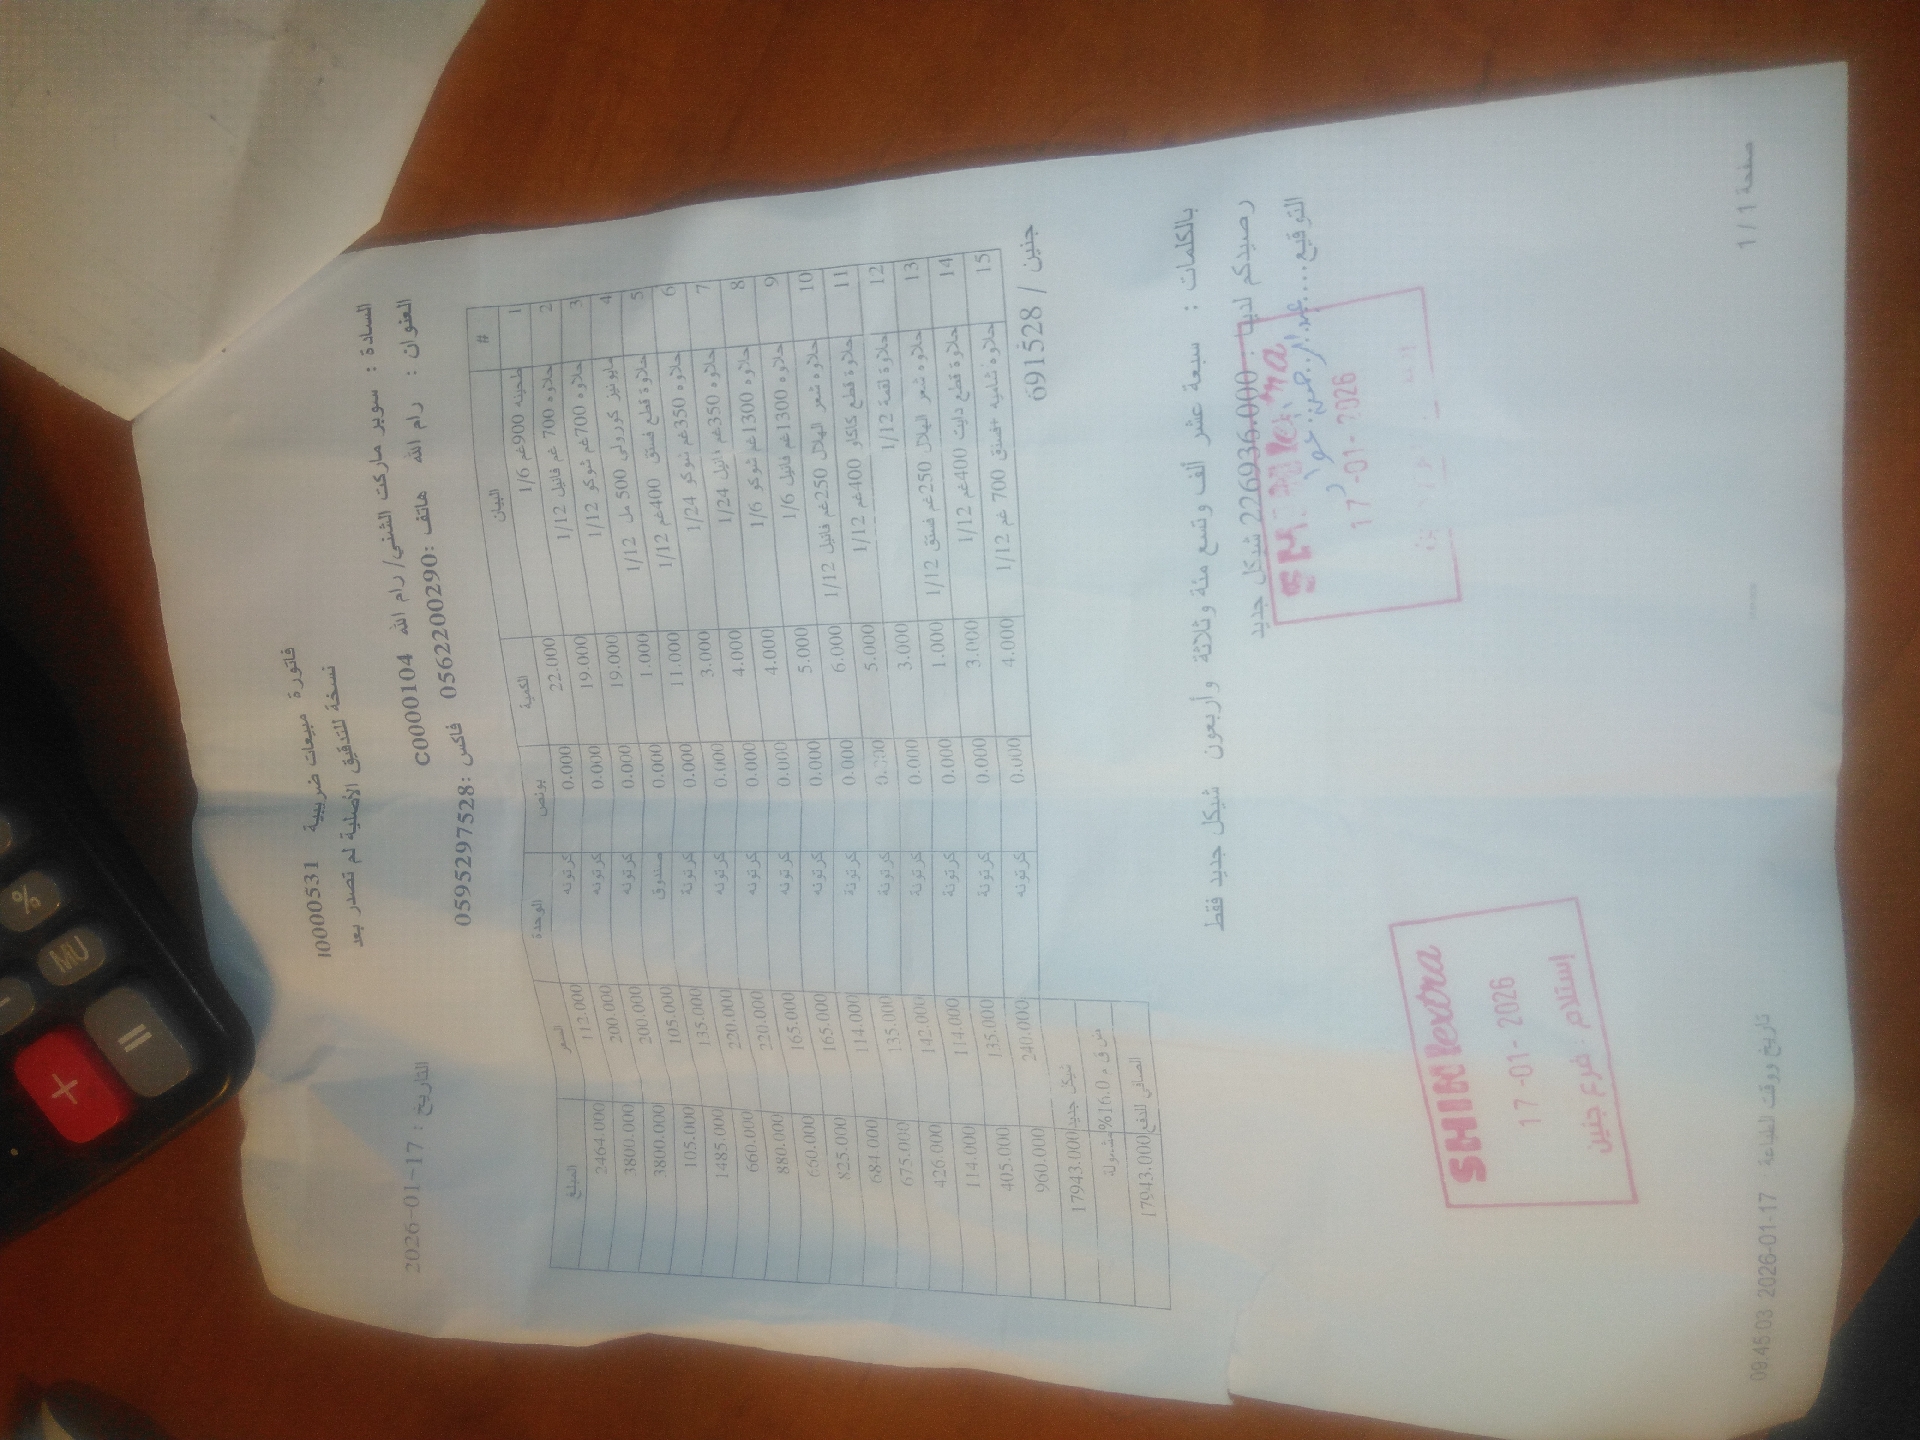 فاتورة مبيعات ضريبية 10000531
نسخة للتدقيق الأصلية لم تصدر بعد
السادة : سوبر ماركت الشني/ رام الله C0000104 التاريخ : 2026-01-17
العنوان : رام الله هاتف :0562200290 فاكس :0595297528
# البيان الكمية بونص الوحدة السعر المبلغ
1 طحينه 900غم 1/6 22.000 0.000 كرتونه 112.000 2464.000
2 حلاوه 700 غم فانيل 1/12 19.000 0.000 كرتونه 200.000 3800.000
3 حلاوه 700غم شوكو 1/12 19.000 0.000 كرتونه 200.000 3800.000
4 مايونيز كورولي 500 مل 1/12 1.000 0.000 صندوق 105.000 105.000
5 حلاوة قطع فستق 400غم 1/12 11.000 0.000 كرتونة 135.000 1485.000
6 حلاوه 350غم شوكو 1/24 3.000 0.000 كرتونة 220.000 660.000
7 حلاوه 350غم فانيل 1/24 4.000 0.000 كرتونة 220.000 880.000
8 حلاوه 1300غم شوكو 1/6 4.000 0.000 كرتونة 165.000 660.000
9 حلاوه 1300غم فانيل 1/6 5.000 0.000 كرتونة 165.000 825.000
10 حلاوه شعر الهلال 250غم فانيل 1/12 6.000 0.000 كرتونة 114.000 684.000
11 حلاوة قطع كاكاو 400غم 1/12 5.000 0.000 كرتونة 135.000 675.000
12 حلاوة لقمة 1/12 3.000 0.000 كرتونة 142.000 426.000
13 حلاوه شعر الهلال 250غم فستق 1/12 1.000 0.000 كرتونة 114.000 114.000
14 حلاوة قطع دايت 400غم 1/12 3.000 0.000 كرتونة 135.000 405.000
15 حلاوه شاميه +فستق 700 غم 1/12 4.000 0.000 كرتونه 240.000 960.000
شيكل جديد 17943.000
ض.ق.م 16.0% مشمولة
الصافي للدفع 17943.000
جنين / 691528
بالكلمات : سبعة عشر ألف وتسع مئة وثلاثة وأربعون شيكل جديد فقط
رصيدكم لدينا : 226936.000 شيكل جديد
التوقيع....
17-01-2026
SHINIextra
17-01-2026
إستلام . فرع جنين
صفحة 1 / 1
تاريخ ووقت الطباعة 2026-01-17 09:45:03
%
MU
=
+